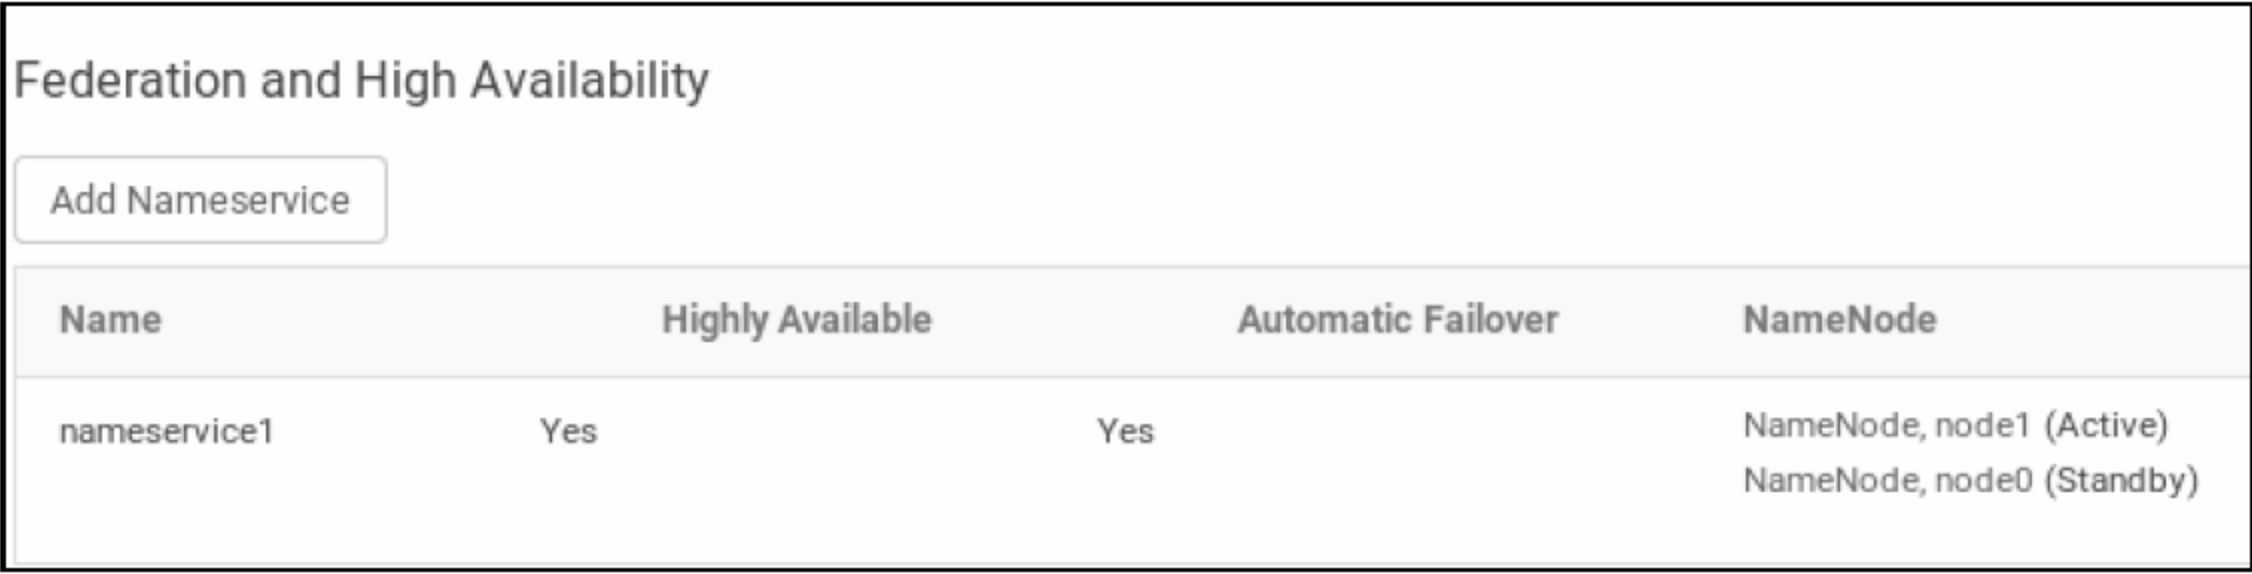 Federation and High Availability
Add Nameservice
Name Highly Available Automatic Failover NameNode
nameservice1 Yes Yes NameNode, node1 (Active)
NameNode, node0 (Standby)